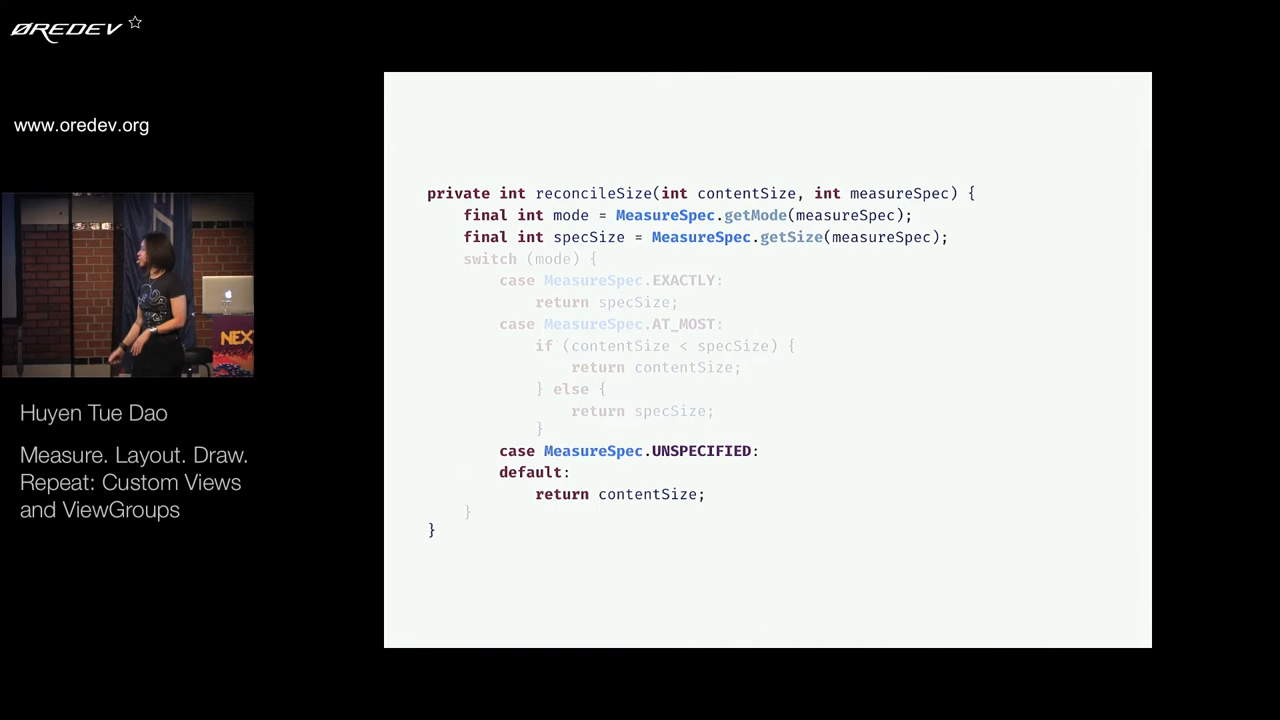 ØREDEV
www.oredev.org
private int reconcileSize(int contentSize, int measureSpec) {
final int mode = MeasureSpec.getMode(measureSpec);
final int specSize = MeasureSpec.getSize(measureSpec);
switch (mode) {
case MeasureSpec.EXACTLY:
return specSize;
case MeasureSpec.AT_MOST:
if (contentSize < specSize) {
return contentSize;
} else {
return specSize;
}
case MeasureSpec.UNSPECIFIED:
default:
return contentSize;
}
}
NEX
Huyen Tue Dao
Measure. Layout. Draw.
Repeat: Custom Views
and ViewGroups